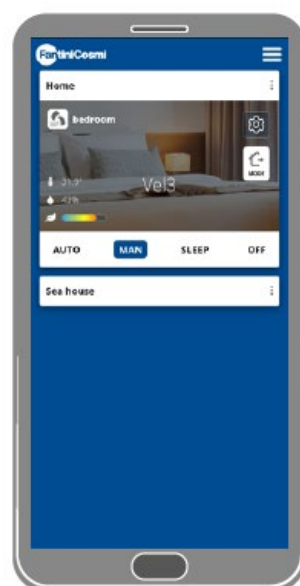 FantiniCosmi
Home
bedroom
Vel3
MODE
AUTO MAN SLEEP OFF
Sea house